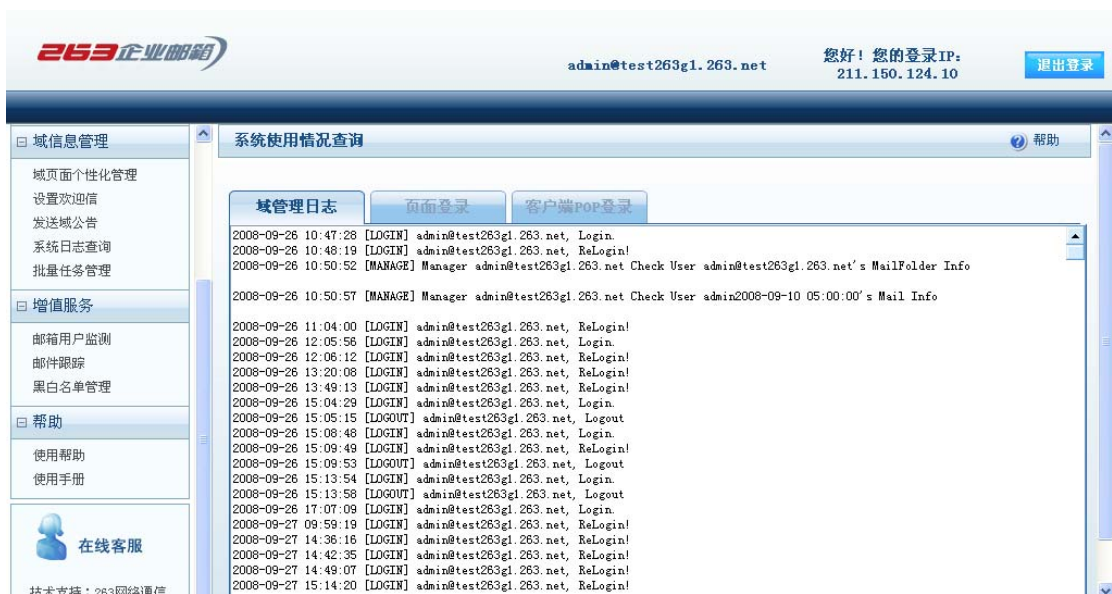 263企业邮箱
admin@test263g1.263.net
您好！您的登录IP:
211.150.124.10
退出登录
域信息管理
域页面个性化管理
设置欢迎信
发送域公告
系统日志查询
批量任务管理
增值服务
邮箱用户监测
邮件跟踪
黑白名单管理
帮助
使用帮助
使用手册
在线客服
技术支持：263网络通信
系统使用情况查询
帮助
域管理日志
页面登录
客户端POP登录
2008-09-26 10:47:28 [LOGIN] admin@test263g1.263.net, Login.
2008-09-26 10:48:19 [LOGIN] admin@test263g1.263.net, ReLogin!
2008-09-26 10:50:52 [MANAGE] Manager admin@test263g1.263.net Check User admin@test263g1.263.net's MailFolder Info
2008-09-26 10:50:57 [MANAGE] Manager admin@test263g1.263.net Check User admin2008-09-10 05:00:00's Mail Info
2008-09-26 11:04:00 [LOGIN] admin@test263g1.263.net, ReLogin!
2008-09-26 12:05:56 [LOGIN] admin@test263g1.263.net, Login.
2008-09-26 12:06:12 [LOGIN] admin@test263g1.263.net, ReLogin!
2008-09-26 13:20:08 [LOGIN] admin@test263g1.263.net, ReLogin!
2008-09-26 13:49:13 [LOGIN] admin@test263g1.263.net, ReLogin!
2008-09-26 15:04:29 [LOGIN] admin@test263g1.263.net, Login.
2008-09-26 15:05:15 [LOGOUT] admin@test263g1.263.net, Logout
2008-09-26 15:08:48 [LOGIN] admin@test263g1.263.net, Login.
2008-09-26 15:09:49 [LOGIN] admin@test263g1.263.net, ReLogin!
2008-09-26 15:09:53 [LOGOUT] admin@test263g1.263.net, Logout
2008-09-26 15:13:54 [LOGIN] admin@test263g1.263.net, Login.
2008-09-26 15:13:58 [LOGOUT] admin@test263g1.263.net, Logout
2008-09-26 17:07:09 [LOGIN] admin@test263g1.263.net, Login.
2008-09-27 09:59:19 [LOGIN] admin@test263g1.263.net, ReLogin!
2008-09-27 14:36:16 [LOGIN] admin@test263g1.263.net, ReLogin!
2008-09-27 14:42:35 [LOGIN] admin@test263g1.263.net, ReLogin!
2008-09-27 14:49:07 [LOGIN] admin@test263g1.263.net, ReLogin!
2008-09-27 15:14:20 [LOGIN] admin@test263g1.263.net, ReLogin!